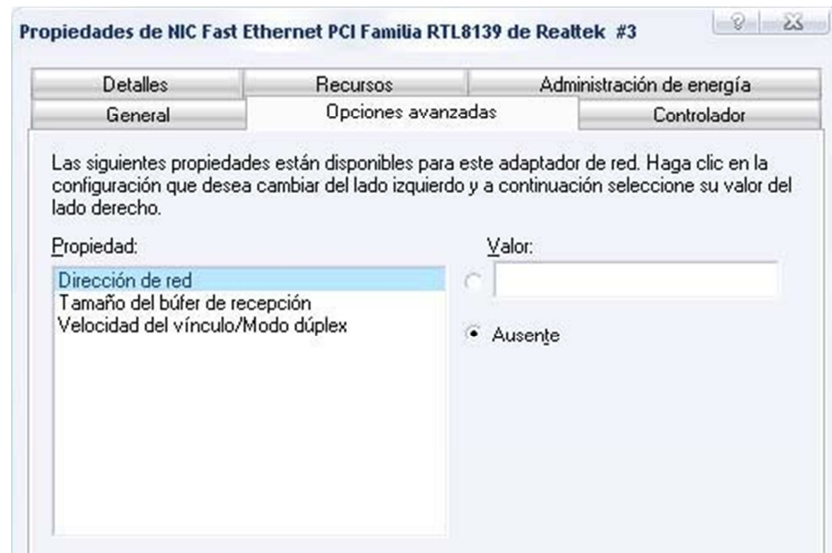 Propiedades de NIC Fast Ethernet PCI Familia RTL8139 de Realtek #3
Detalles
Recursos
Administración de energía
General
Opciones avanzadas
Controlador
Las siguientes propiedades están disponibles para este adaptador de red. Haga clic en la
configuración que desea cambiar del lado izquierdo y a continuación seleccione su valor del
lado derecho.
Propiedad:
Valor:
Dirección de red
Tamaño del búfer de recepción
Velocidad del vínculo/Modo dúplex
Ausente